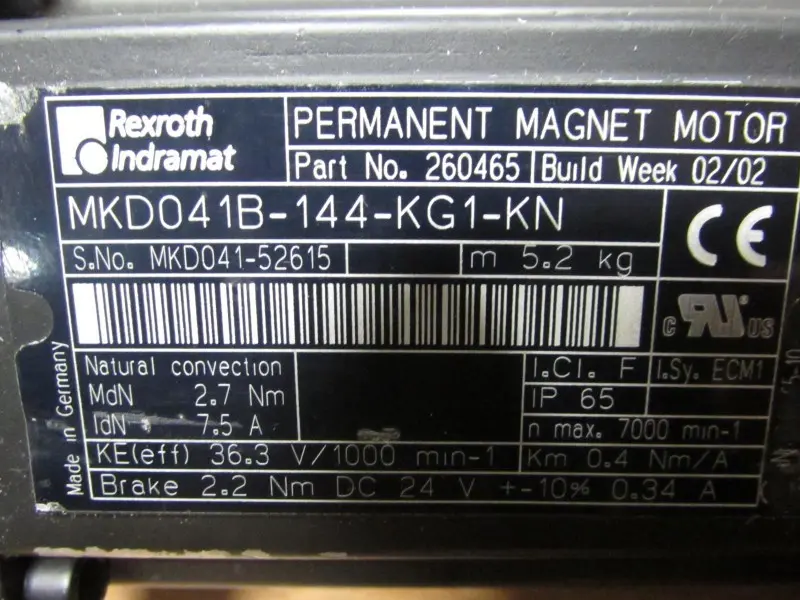 Rexroth
Indramat
PERMANENT MAGNET MOTOR
Part No. 260465 Build Week 02/02
MKD041B-144-KG1-KN
CE
S.No. MKD041-52615 m 5.2 kg
c RU US
Natural convection I.Cl. F I.Sy. ECM1
MdN 2.7 Nm IP 65
IdN 7.5 A n max. 7000 min-1
KE(eff) 36.3 V/1000 min-1 Km 0.4 Nm/A
Brake 2.2 Nm DC 24 V +-10% 0.34 A
Made in Germany